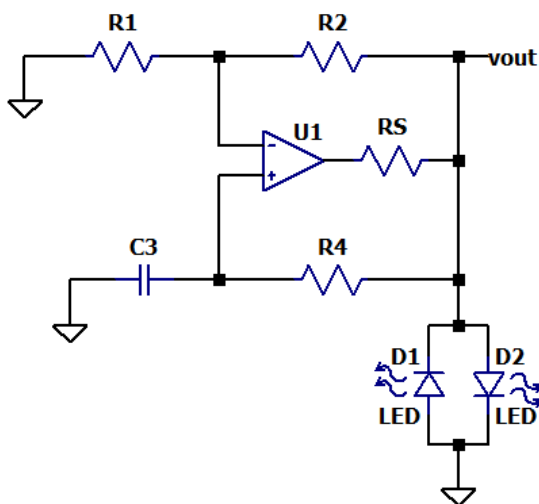 R1
R2
vout
U1
RS
-
+
C3
R4
D1
D2
LED
LED